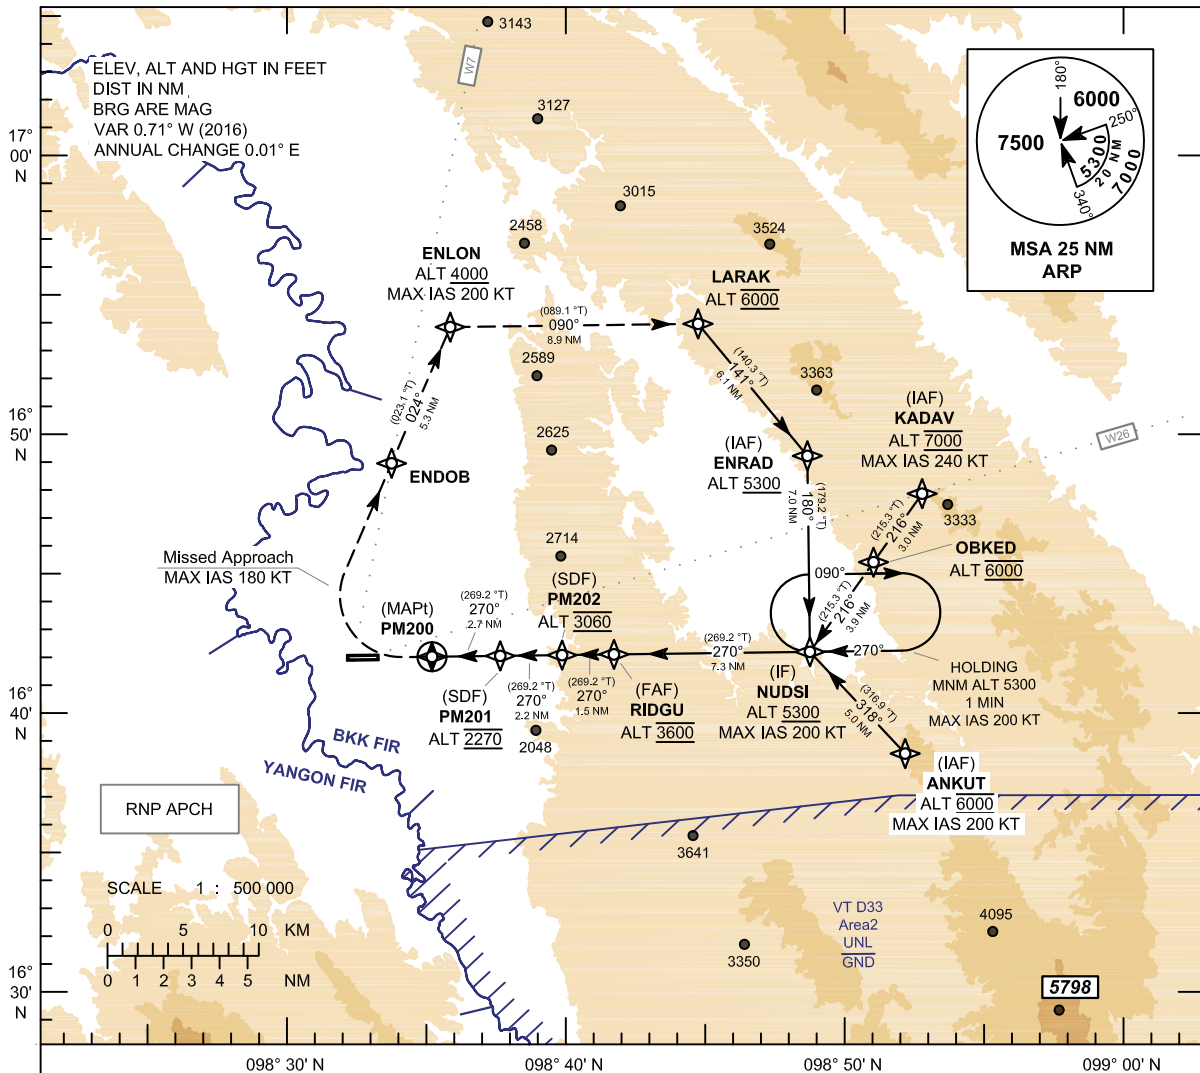 3143
W7
ELEV, ALT AND HGT IN FEET
DIST IN NM
BRG ARE MAG
VAR 0.71° W (2016)
ANNUAL CHANGE 0.01° E
17°
00'
N
3127
3015
2458
3524
180°
6000
250°
7500
5300
20 NM
7000
340°
MSA 25 NM
ARP
ENLON
ALT 4000
MAX IAS 200 KT
LARAK
ALT 6000
(089.1 °T)
090°
8.9 NM
2589
(023.1 °T)
024°
5.3 NM
(140.3 °T)
141°
6.1 NM
3363
16°
50'
N
2625
ENDOB
(IAF)
ENRAD
ALT 5300
(IAF)
KADAV
ALT 7000
MAX IAS 240 KT
W26
(179.2 °T)
180°
7.0 NM
3333
(215.3 °T)
216°
3.0 NM
OBKED
ALT 6000
Missed Approach
MAX IAS 180 KT
2714
(SDF)
PM202
ALT 3060
090°
(215.3 °T)
216°
3.9 NM
(MAPt)
PM200
(269.2 °T)
270°
2.7 NM
(269.2 °T)
270°
7.3 NM
270°
HOLDING
MNM ALT 5300
1 MIN
MAX IAS 200 KT
(SDF)
PM201
ALT 2270
(269.2 °T)
270°
2.2 NM
(269.2 °T)
270°
1.5 NM
(FAF)
RIDGU
ALT 3600
(IF)
NUDSI
ALT 5300
MAX IAS 200 KT
(316.9 °T)
318°
5.0 NM
16°
40'
N
2048
BKK FIR
YANGON FIR
(IAF)
ANKUT
ALT 6000
MAX IAS 200 KT
RNP APCH
3641
SCALE 1 : 500 000
0 5 10 KM
0 1 2 3 4 5 NM
VT D33
Area2
UNL
GND
3350
4095
5798
16°
30'
N
098° 30'
098° 40'
098° 50'
099° 00'